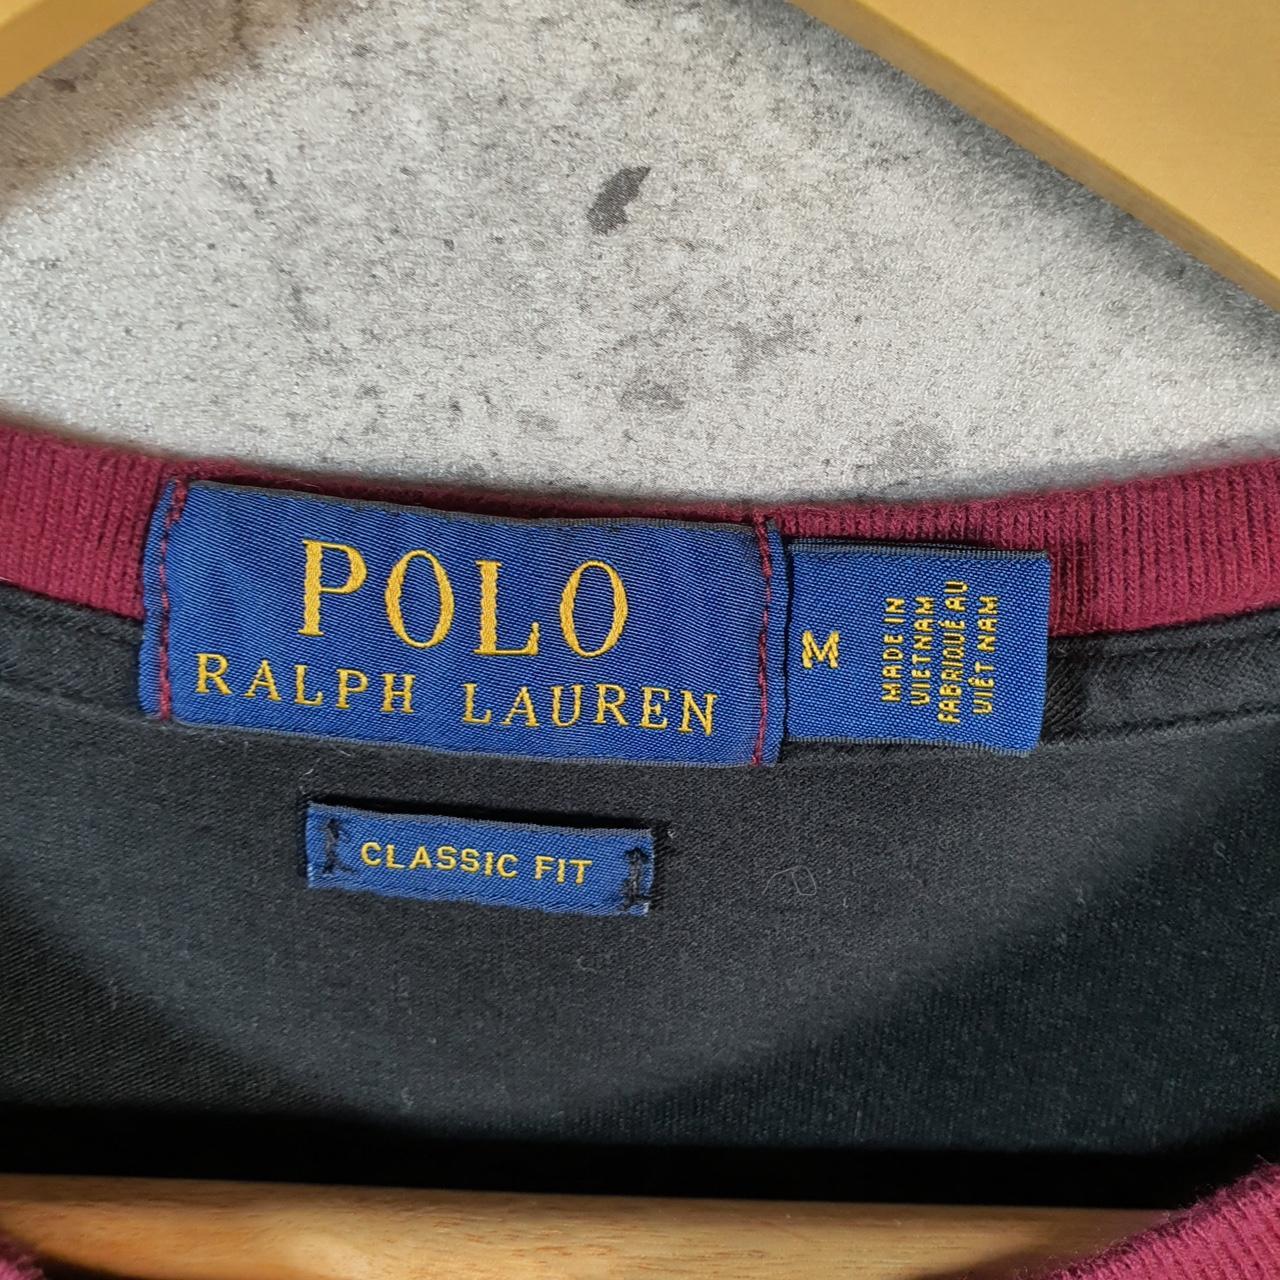 POLO
RALPH LAUREN
M
MADE IN
VIETNAM
FABRIQUÉ AU
VIÊT NAM
CLASSIC FIT